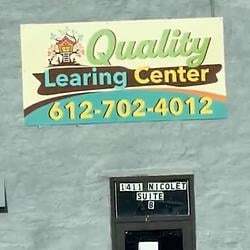 Quality
Learing Center
612-702-4012
1411 NICOLET
SUITE
B